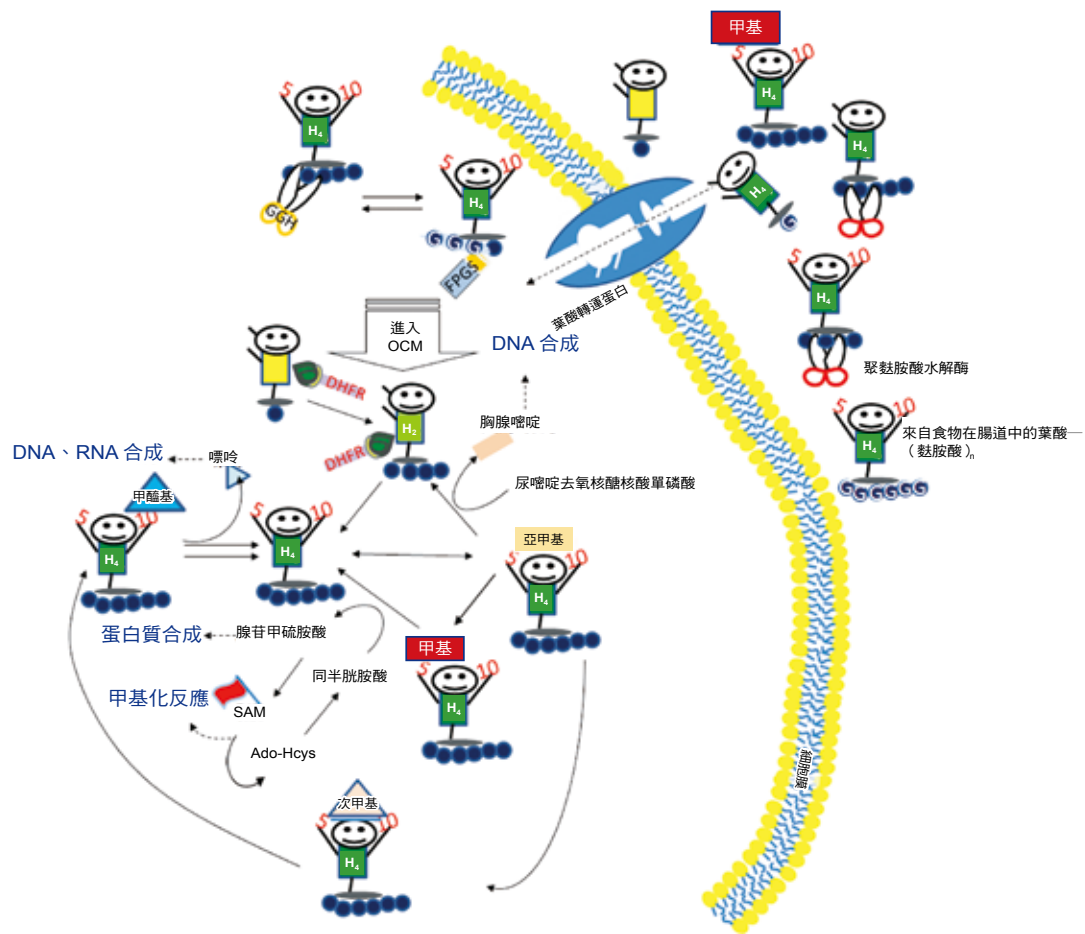 甲基
5 10
H₄
5 10
H₄
H₄
GGH
5 10
H₄
G G G
FPGS
H₄
G
葉酸轉運蛋白
5 10
H₄
聚麩胺酸水解酶
5 10
H₄
GGGGGG
來自食物在腸道中的葉酸—
（麩胺酸）n
進入
OCM
DNA 合成
DHFR
H₂
DHFR
胸腺嘧啶
尿嘧啶去氧核醣核酸單磷酸
DNA、RNA 合成
嘌呤
甲醯基
5 10
H₄
5 10
H₄
亞甲基
5 10
H₄
蛋白質合成
腺苷甲硫胺酸
甲基
5 10
H₄
同半胱胺酸
甲基化反應
SAM
Ado-Hcys
次甲基
5 10
H₄
細胞膜